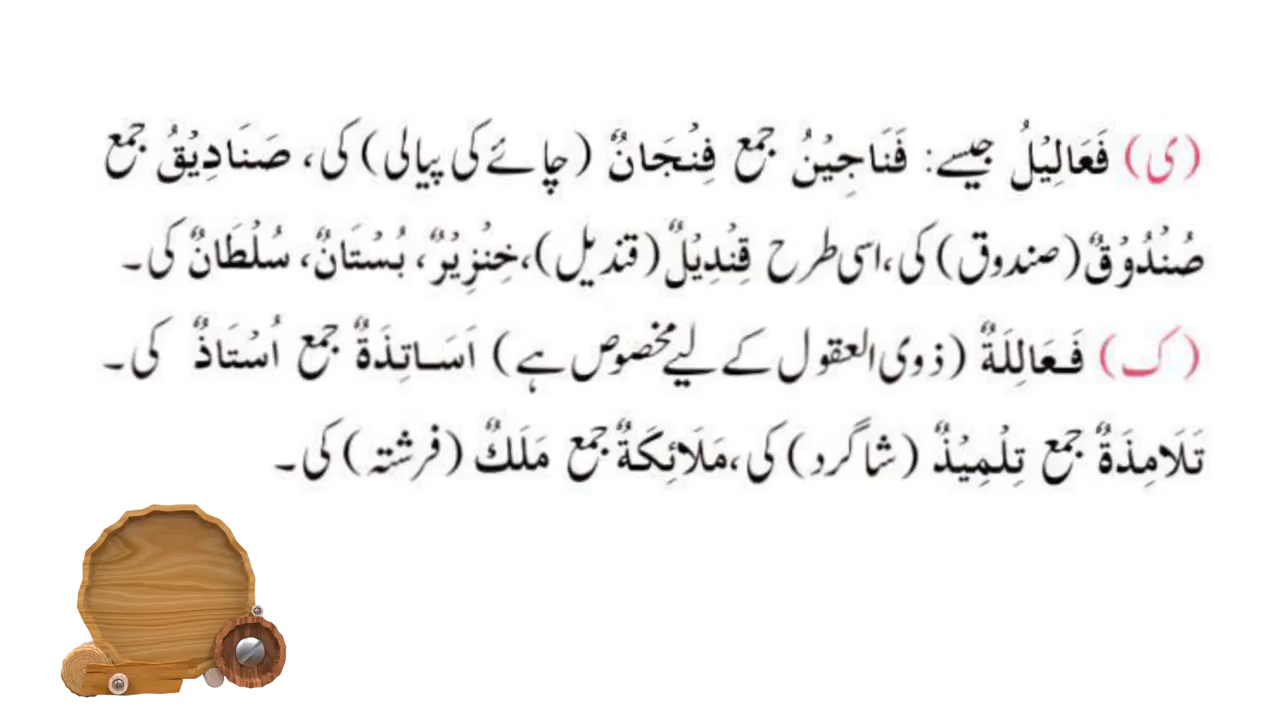 (ی) فَعَالِيْلُ جیسے: فَنَاجِيْنُ جمع فِنْجَانٌ (چائے کی پیالی) کی، صَنَادِيْقُ جمع
صُنْدُوْقٌ (صندوق) کی، اسی طرح قِنْدِيْلٌ (قندیل)، خِنْزِيْرٌ، بُسْتَانٌ، سُلْطَانٌ کی۔
(ک) فَعَالِلَةٌ (ذوی العقول کے لیے مخصوص ہے) اَسَاتِذَةٌ جمع اُسْتَاذٌ کی۔
تَلَامِذَةٌ جمع تِلْمِيْذٌ (شاگرد) کی، مَلَائِكَةٌ جمع مَلَكٌ (فرشتہ) کی۔